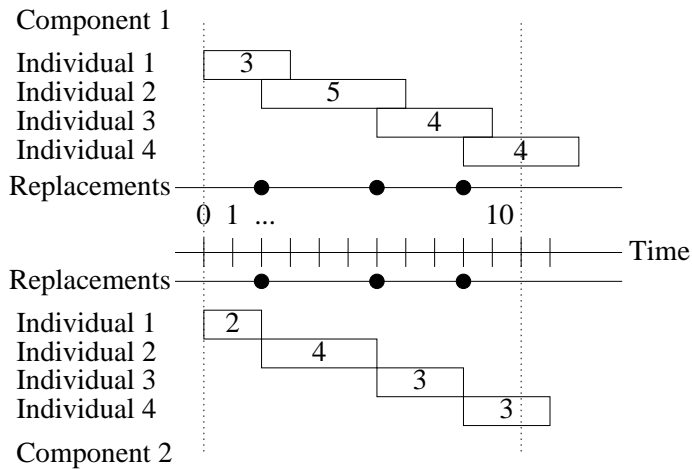 Component 1
Individual 1 3
Individual 2 5
Individual 3 4
Individual 4 4
Replacements
0 1 ... 10
Time
Replacements
Individual 1 2
Individual 2 4
Individual 3 3
Individual 4 3
Component 2